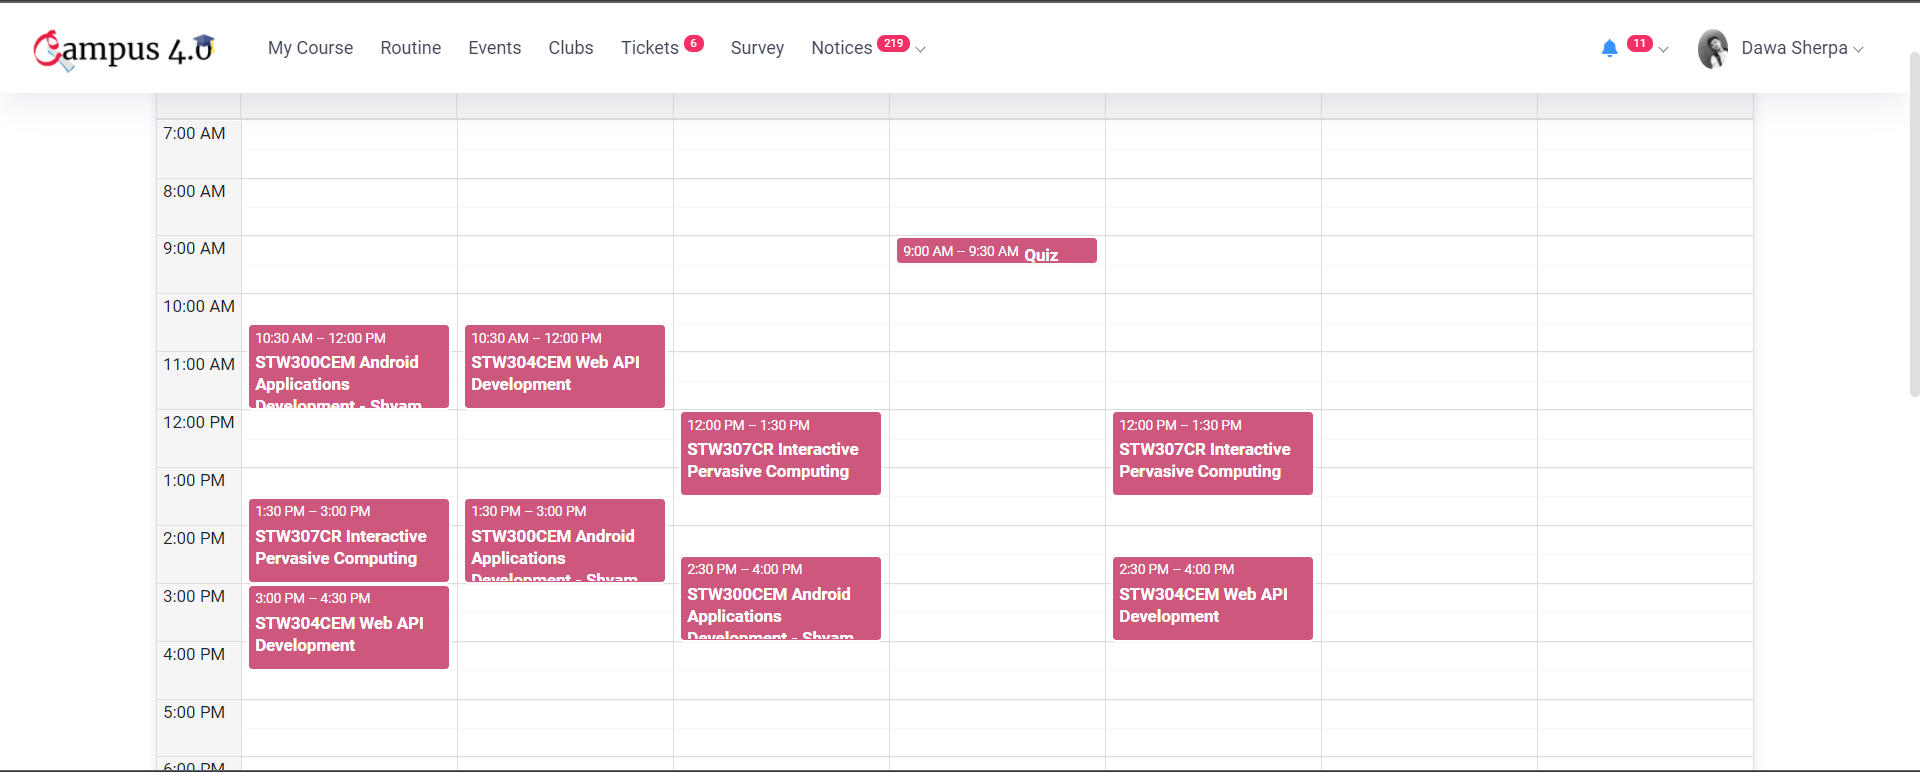 Campus 4.0
My Course Routine Events Clubs Tickets 6 Survey Notices 219
11 Dawa Sherpa
7:00 AM
8:00 AM
9:00 AM
9:00 AM – 9:30 AM Quiz
10:00 AM
10:30 AM – 12:00 PM
STW300CEM Android
Applications
Development - Shyam
10:30 AM – 12:00 PM
STW304CEM Web API
Development
11:00 AM
12:00 PM
12:00 PM – 1:30 PM
STW307CR Interactive
Pervasive Computing
12:00 PM – 1:30 PM
STW307CR Interactive
Pervasive Computing
1:00 PM
1:30 PM – 3:00 PM
STW307CR Interactive
Pervasive Computing
1:30 PM – 3:00 PM
STW300CEM Android
Applications
Development - Shyam
2:00 PM
2:30 PM – 4:00 PM
STW300CEM Android
Applications
Development - Shyam
2:30 PM – 4:00 PM
STW304CEM Web API
Development
3:00 PM
3:00 PM – 4:30 PM
STW304CEM Web API
Development
4:00 PM
5:00 PM
6:00 PM